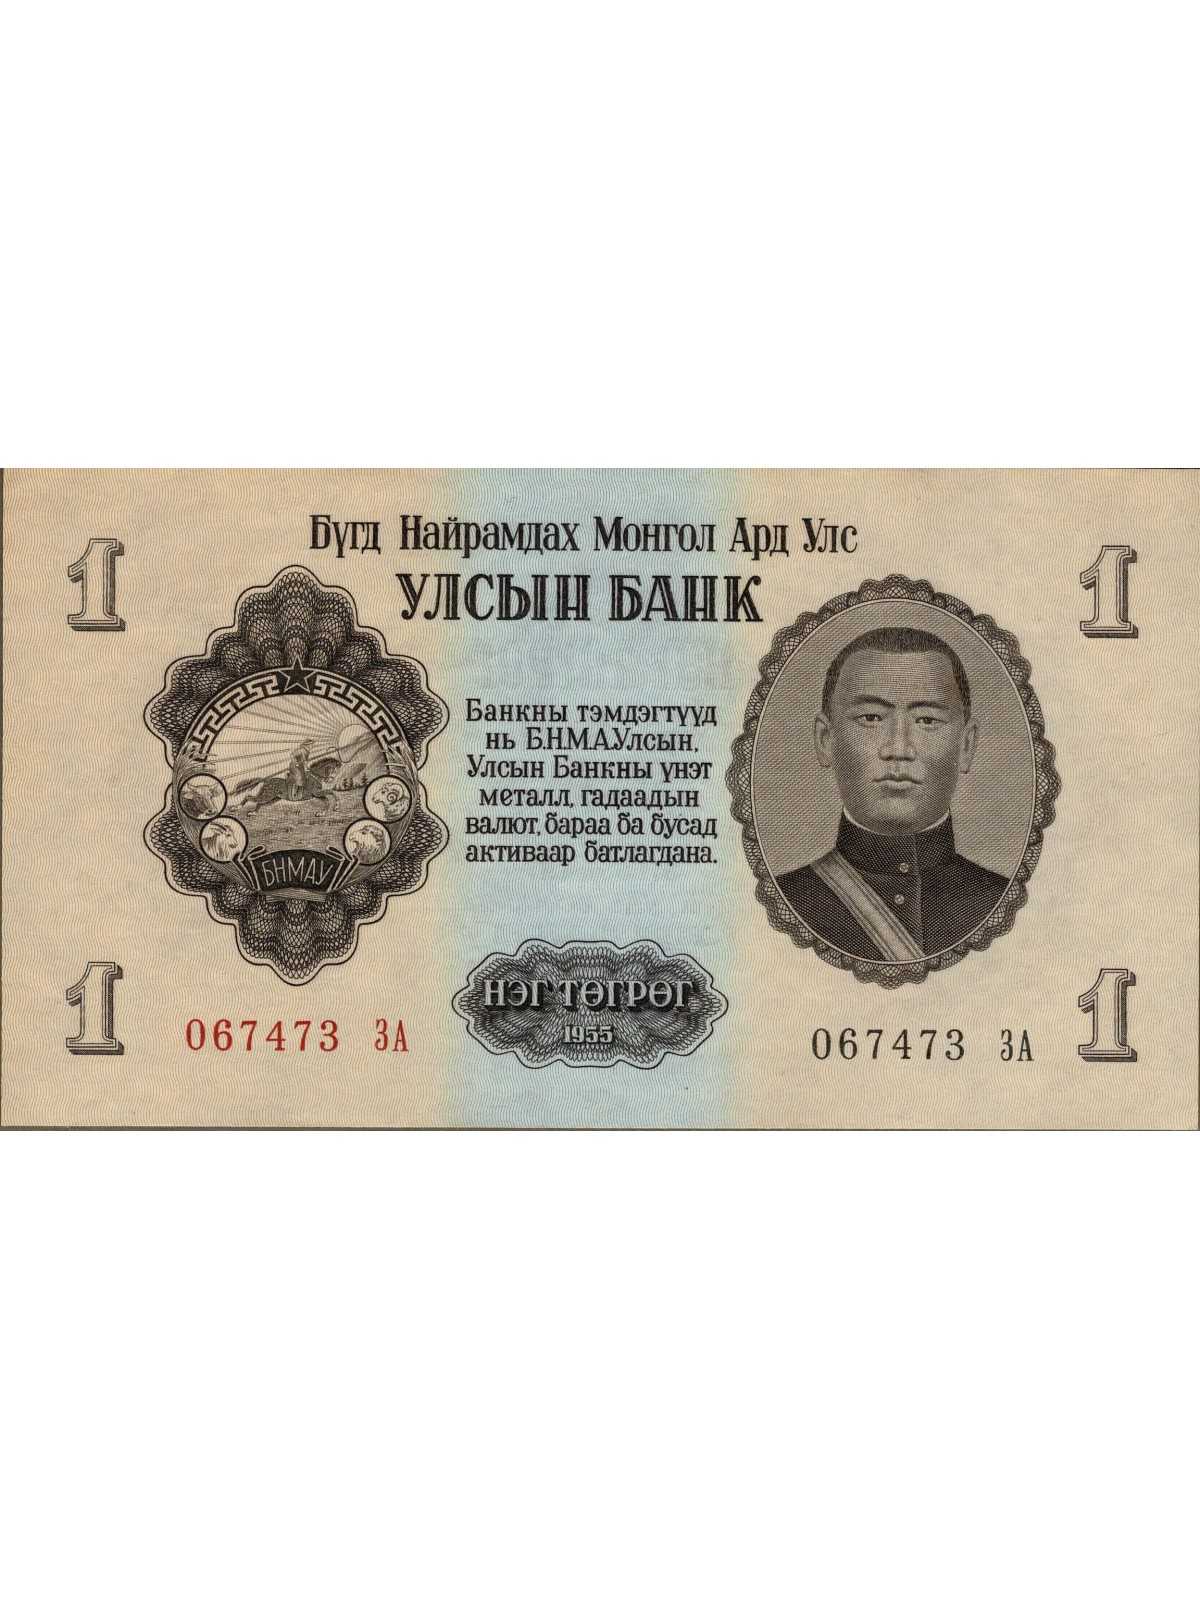 Бүгд Найрамдах Монгол Ард Улс
УЛСЫН БАНК
1
1
Банкны тэмдэгтүүд
нь Б.Н.М.А.Улсын,
Улсын Банкны үнэт
металл, гадаадын
валют, бараа ба бусад
активаар батлагдана.
БНМАУ
НЭГ ТӨГРӨГ
1955
1
067473 ЗА
067473 ЗА
1